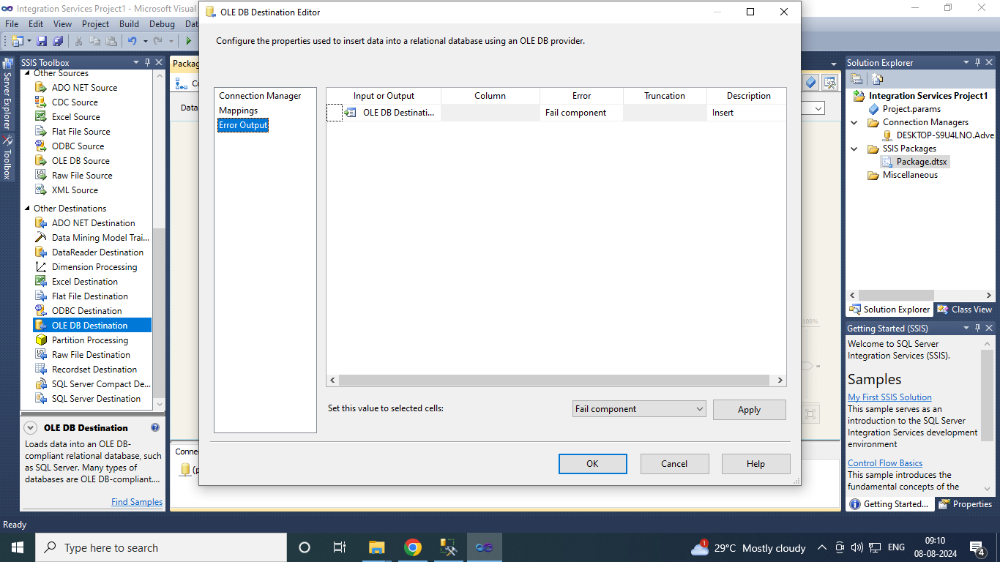 Integration Services Project1 - Microsoft Visual
File Edit View Project Build Debug Dat
OLE DB Destination Editor
Configure the properties used to insert data into a relational database using an OLE DB provider.
Connection Manager
Mappings
Error Output
Input or Output Column Error Truncation Description
OLE DB Destinati... Fail component Insert
Set this value to selected cells:
Fail component
Apply
OK Cancel Help
Server Explorer
Toolbox
SSIS Toolbox
Other Sources
ADO NET Source
CDC Source
Excel Source
Flat File Source
ODBC Source
OLE DB Source
Raw File Source
XML Source
Other Destinations
ADO NET Destination
Data Mining Model Trai...
DataReader Destination
Dimension Processing
Excel Destination
Flat File Destination
ODBC Destination
OLE DB Destination
Partition Processing
Raw File Destination
Recordset Destination
SQL Server Compact De...
SQL Server Destination
OLE DB Destination
Loads data into an OLE DB-
compliant relational database, such
as SQL Server. Many types of
databases are OLE DB-compliant....
Find Samples
Packag
Co
Data
100%
Connec
(p
Solution Explorer
Integration Services Project1
Project.params
Connection Managers
DESKTOP-S9U4LNO.Adve
SSIS Packages
Package.dtsx
Miscellaneous
Solution Explorer Class View
Getting Started (SSIS)
Welcome to SQL Server
Integration Services (SSIS).
Samples
My First SSIS Solution
This sample serves as an
introduction to the SQL Server
Integration Services development
environment
Control Flow Basics
This sample introduces the
fundamental concepts of the
Getting Started... Properties
Ready
Type here to search
1
29°C Mostly cloudy
ENG
09:10
08-08-2024
4